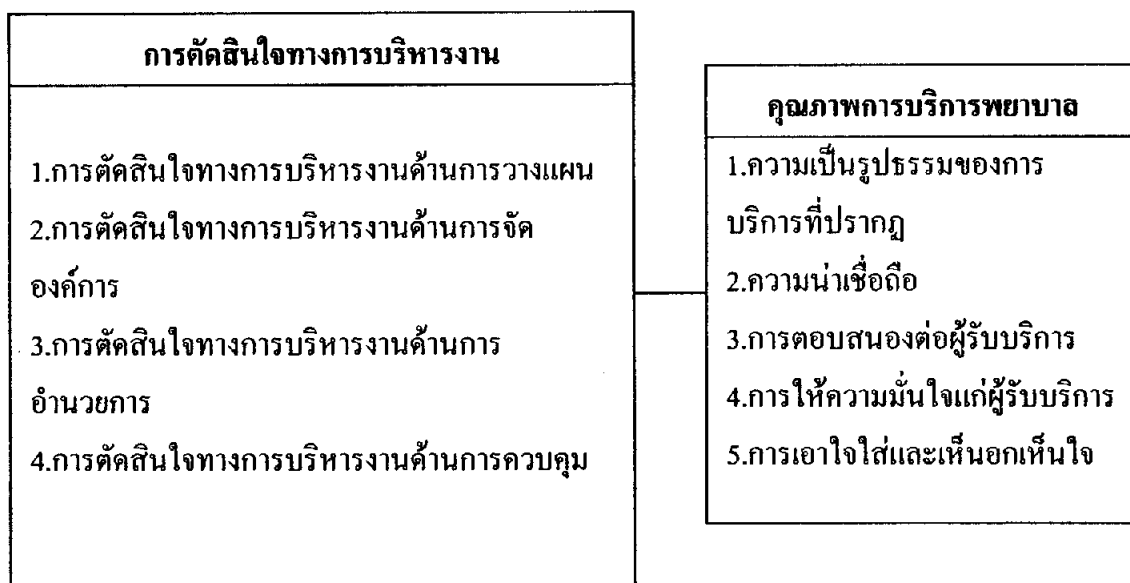 การตัดสินใจทางการบริหารงาน
1.การตัดสินใจทางการบริหารงานด้านการวางแผน
2.การตัดสินใจทางการบริหารงานด้านการจัด
องค์การ
3.การตัดสินใจทางการบริหารงานด้านการ
อำนวยการ
4.การตัดสินใจทางการบริหารงานด้านการควบคุม
คุณภาพการบริการพยาบาล
1.ความเป็นรูปธรรมของการ
บริการที่ปรากฏ
2.ความน่าเชื่อถือ
3.การตอบสนองต่อผู้รับบริการ
4.การให้ความมั่นใจแก่ผู้รับบริการ
5.การเอาใจใส่และเห็นอกเห็นใจ